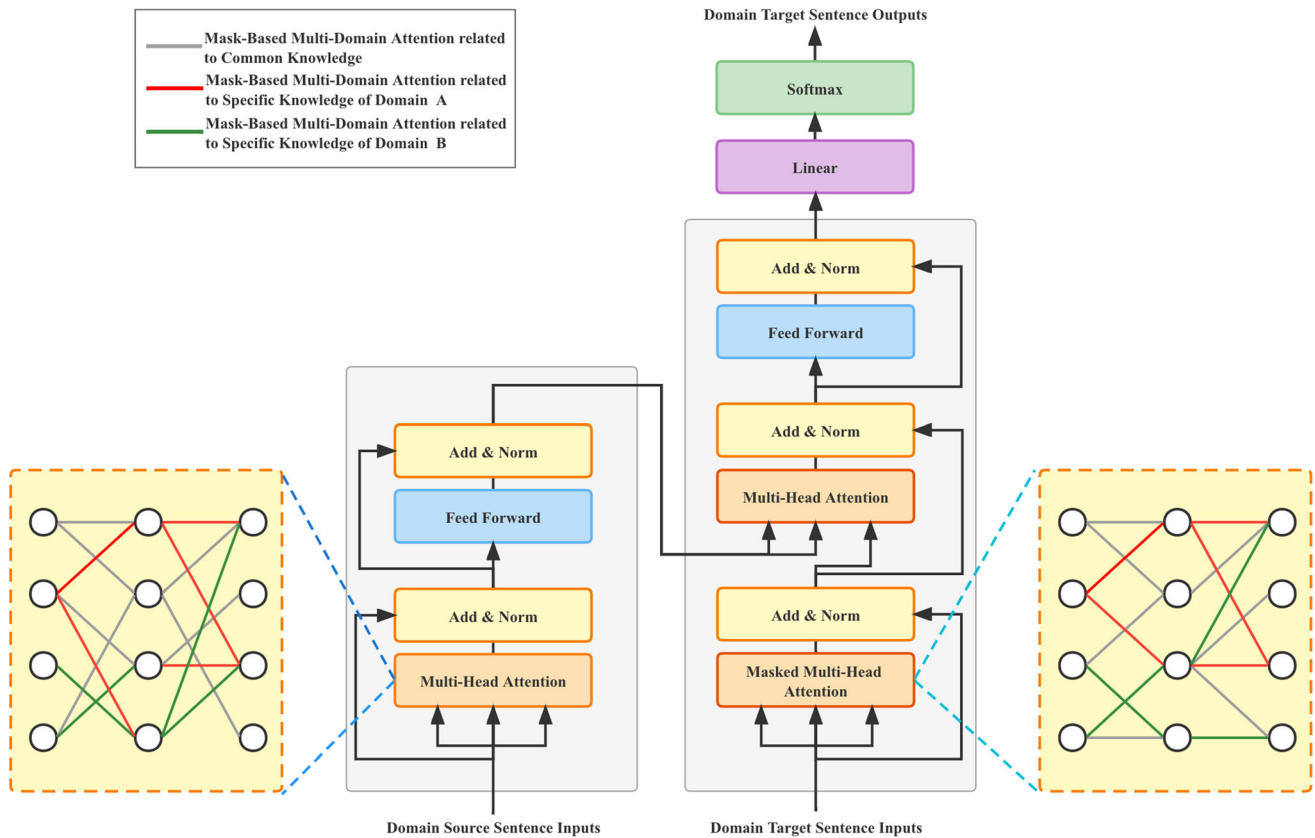 Domain Target Sentence Outputs
Mask-Based Multi-Domain Attention related
to Common Knowledge
Mask-Based Multi-Domain Attention related
to Specific Knowledge of Domain A
Mask-Based Multi-Domain Attention related
to Specific Knowledge of Domain B
Softmax
Linear
Add & Norm
Feed Forward
Add & Norm
Multi-Head Attention
Add & Norm
Masked Multi-Head
Attention
Add & Norm
Feed Forward
Add & Norm
Multi-Head Attention
Domain Source Sentence Inputs
Domain Target Sentence Inputs